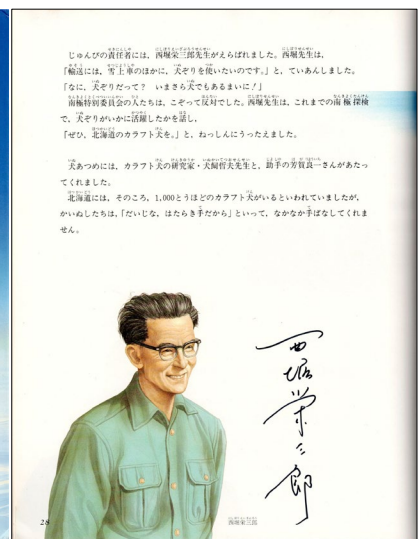 じゅんびの責任者には、西堀栄三郎先生がえらばれました。西堀先生は、
「輸送には、雪上車のほかに、犬ぞりを使いたいのです。」と、ていあんしました。
「なに、犬ぞりだって？　いまさら犬でもあるまいに！」
南極特別委員会の人たちは、こぞって反対でした。西堀先生は、これまでの南極探検
で、犬ぞりがいかに活躍したかを話し、
「ぜひ、北海道のカラフト犬を。」と、ねっしんにうったえました。
犬あつめには、カラフト犬の研究家・犬飼哲夫先生と、助手の芳賀良一さんがあたっ
てくれました。
北海道には、そのころ、1,000とうほどのカラフト犬がいるといわれていましたが、
かいぬしたちは、「だいじな、はたらき手だから」といって、なかなか手ばなしてくれま
せん。
西堀栄三郎
28
西堀栄三郎